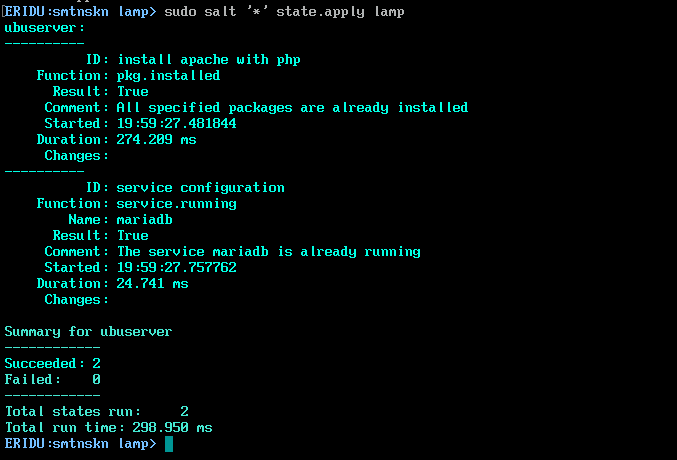 ERIDU:smtnskn lamp> sudo salt '*' state.apply lamp
ubuserver:
----------
          ID: install apache with php
    Function: pkg.installed
      Result: True
     Comment: All specified packages are already installed
     Started: 19:59:27.481844
    Duration: 274.209 ms
     Changes:
----------
          ID: service configuration
    Function: service.running
        Name: mariadb
      Result: True
     Comment: The service mariadb is already running
     Started: 19:59:27.757762
    Duration: 24.741 ms
     Changes:

Summary for ubuserver
------------
Succeeded: 2
Failed:    0
------------
Total states run:     2
Total run time: 298.950 ms
ERIDU:smtnskn lamp>